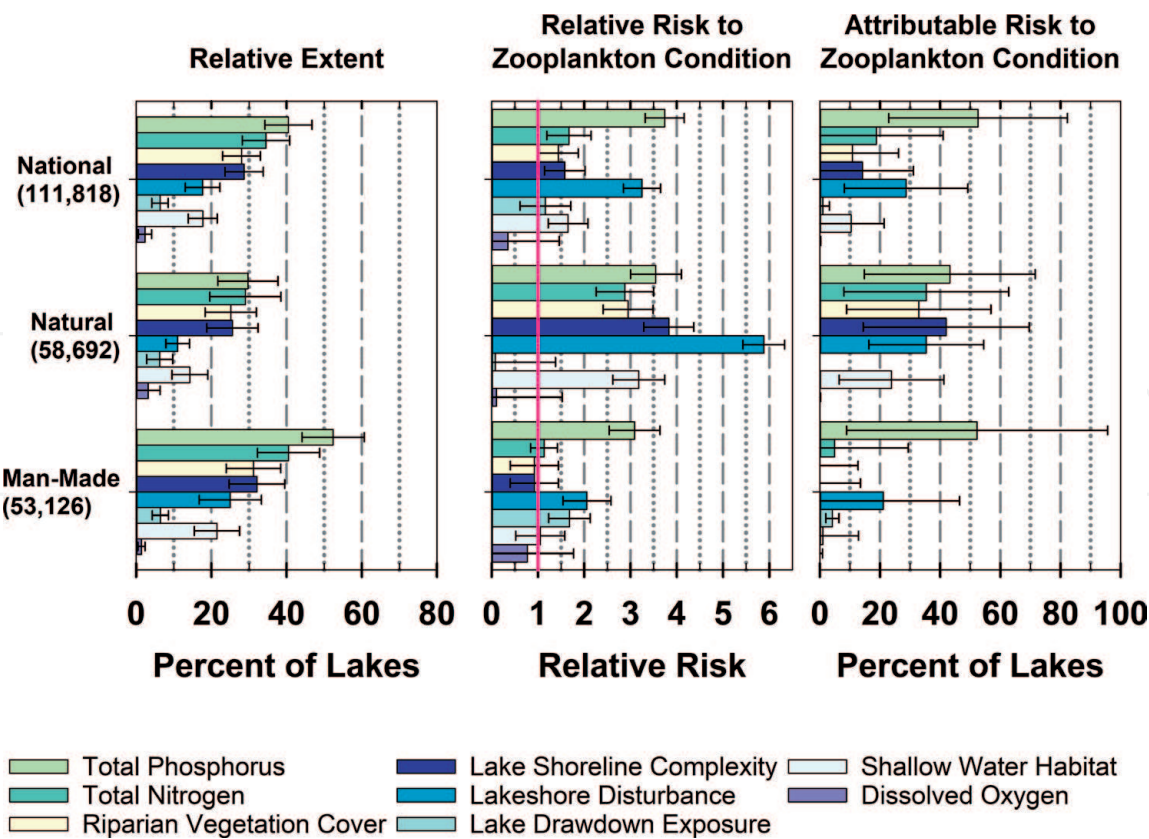 Relative Extent
Relative Risk to
Zooplankton Condition
Attributable Risk to
Zooplankton Condition
National
(111,818)
Natural
(58,692)
Man-Made
(53,126)
0 20 40 60 80
0 1 2 3 4 5 6
0 20 40 60 80 100
Percent of Lakes
Relative Risk
Percent of Lakes
Total Phosphorus
Total Nitrogen
Riparian Vegetation Cover
Lake Shoreline Complexity
Lakeshore Disturbance
Lake Drawdown Exposure
Shallow Water Habitat
Dissolved Oxygen